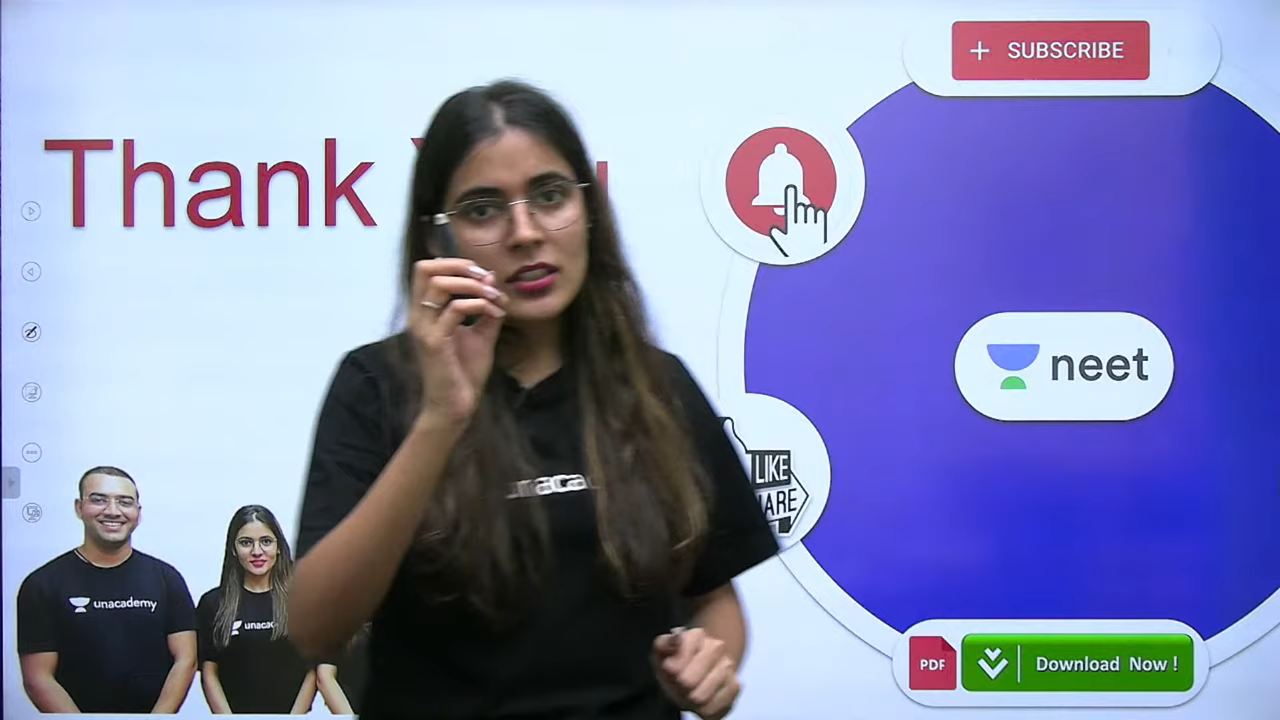 + SUBSCRIBE
Thank
neet
LIKE
unacademy
PDF
Download Now !